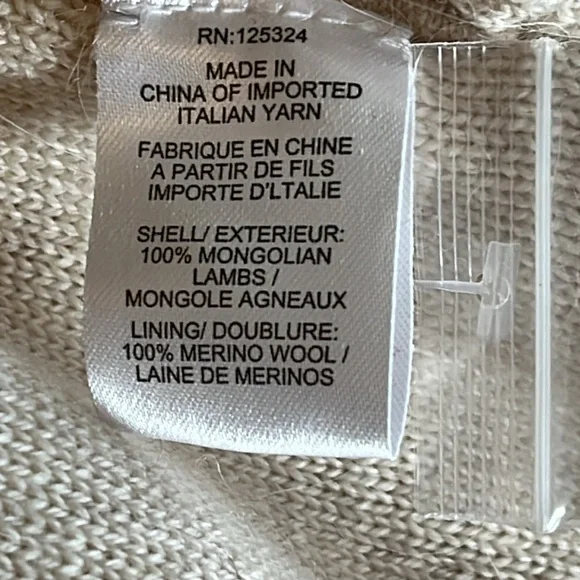 RN:125324
MADE IN
CHINA OF IMPORTED
ITALIAN YARN
FABRIQUE EN CHINE
A PARTIR DE FILS
IMPORTE D'LTALIE
SHELL/ EXTERIEUR:
100% MONGOLIAN
LAMBS /
MONGOLE AGNEAUX
LINING/ DOUBLURE:
100% MERINO WOOL /
LAINE DE MERINOS